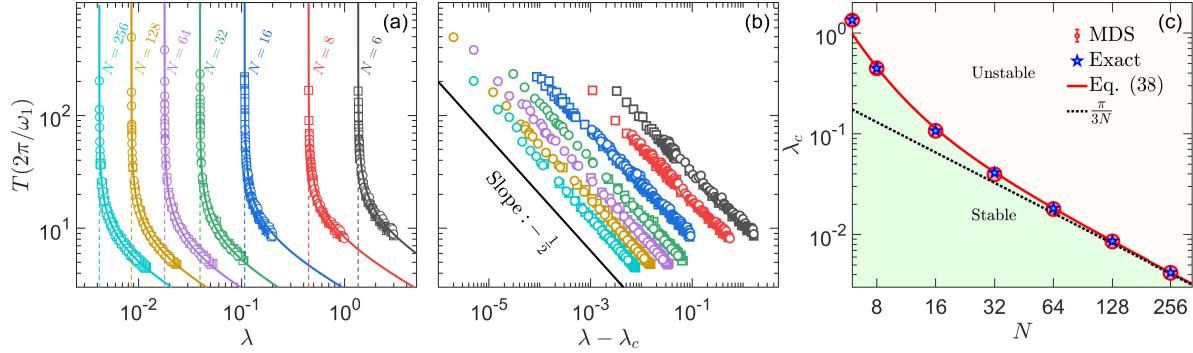 (a)
N = 256
N = 128
N = 64
N = 32
N = 16
N = 8
N = 6
T(2π/ω₁)
10²
10¹
10⁻²
10⁻¹
10⁰
λ
(b)
Slope : −1/2
10⁻⁵
10⁻³
10⁻¹
λ − λ_c
(c)
MDS
Exact
Eq. (38)
π/3N
Unstable
Stable
λ_c
10⁰
10⁻¹
10⁻²
8 16 32 64 128 256
N